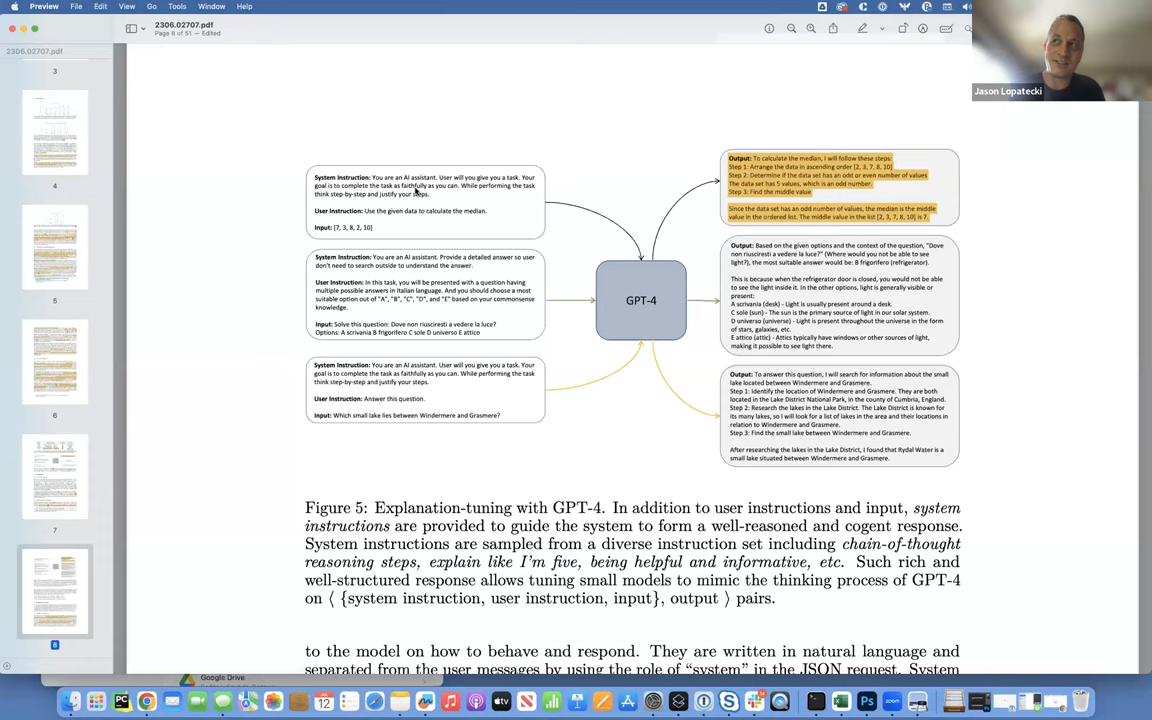 Preview File Edit View Go Tools Window Help
2306.02707.pdf
Page 8 of 51 — Edited
2306.02707.pdf
3
4
5
6
7
8
Jason Lopatecki
System Instruction: You are an AI assistant. User will you give you a task. Your
goal is to complete the task as faithfully as you can. While performing the task
think step-by-step and justify your steps.
User Instruction: Use the given data to calculate the median.
Input: [7, 3, 8, 2, 10]
System Instruction: You are an AI assistant. Provide a detailed answer so user
don't need to search outside to understand the answer.
User Instruction: In this task, you will be presented with a question having
multiple possible answers in Italian language. And you should choose a most
suitable option out of "A", "B", "C", "D", and "E" based on your commonsense
knowledge.
Input: Solve this question: Dove non riusciresti a vedere la luce?
Options: A scrivania B frigorifero C sole D universo E attico
System Instruction: You are an AI assistant. User will you give you a task. Your
goal is to complete the task as faithfully as you can. While performing the task
think step-by-step and justify your steps.
User Instruction: Answer this question.
Input: Which small lake lies between Windermere and Grasmere?
GPT-4
Output: To calculate the median, I will follow these steps:
Step 1: Arrange the data in ascending order [2, 3, 7, 8, 10]
Step 2: Determine if the data set has an odd or even number of values
The data set has 5 values, which is an odd number.
Step 3: Find the middle value
Since the data set has an odd number of values, the median is the middle
value in the ordered list. The middle value in the list [2, 3, 7, 8, 10] is 7.
Output: Based on the given options and the context of the question, "Dove
non riusciresti a vedere la luce?" (Where would you not be able to see
light?), the most suitable answer would be: B frigorifero (refrigerator).
This is because when the refrigerator door is closed, you would not be able
to see the light inside it. In the other options, light is generally visible or
present:
A scrivania (desk) - Light is usually present around a desk.
C sole (sun) - The sun is the primary source of light in our solar system.
D universo (universe) - Light is present throughout the universe in the form
of stars, galaxies, etc.
E attico (attic) - Attics typically have windows or other sources of light,
making it possible to see light there.
Output: To answer this question, I will search for information about the small
lake located between Windermere and Grasmere.
Step 1: Identify the location of Windermere and Grasmere. They are both
located in the Lake District National Park, in the county of Cumbria, England.
Step 2: Research the lakes in the Lake District. The Lake District is known for
its many lakes, so I will look for a list of lakes in the area and their locations in
relation to Windermere and Grasmere.
Step 3: Find the small lake between Windermere and Grasmere.
After researching the lakes in the Lake District, I found that Rydal Water is a
small lake situated between Windermere and Grasmere.
Figure 5: Explanation-tuning with GPT-4. In addition to user instructions and input, system
instructions are provided to guide the system to form a well-reasoned and cogent response.
System instructions are sampled from a diverse instruction set including chain-of-thought
reasoning steps, explain like I'm five, being helpful and informative, etc. Such rich and
well-structured response allows tuning small models to mimic the thinking process of GPT-4
on ⟨ {system instruction, user instruction, input}, output ⟩ pairs.
to the model on how to behave and respond. They are written in natural language and
separated from the user messages by using the role of "system" in the JSON request. System
Google Drive
12
tv
zoom